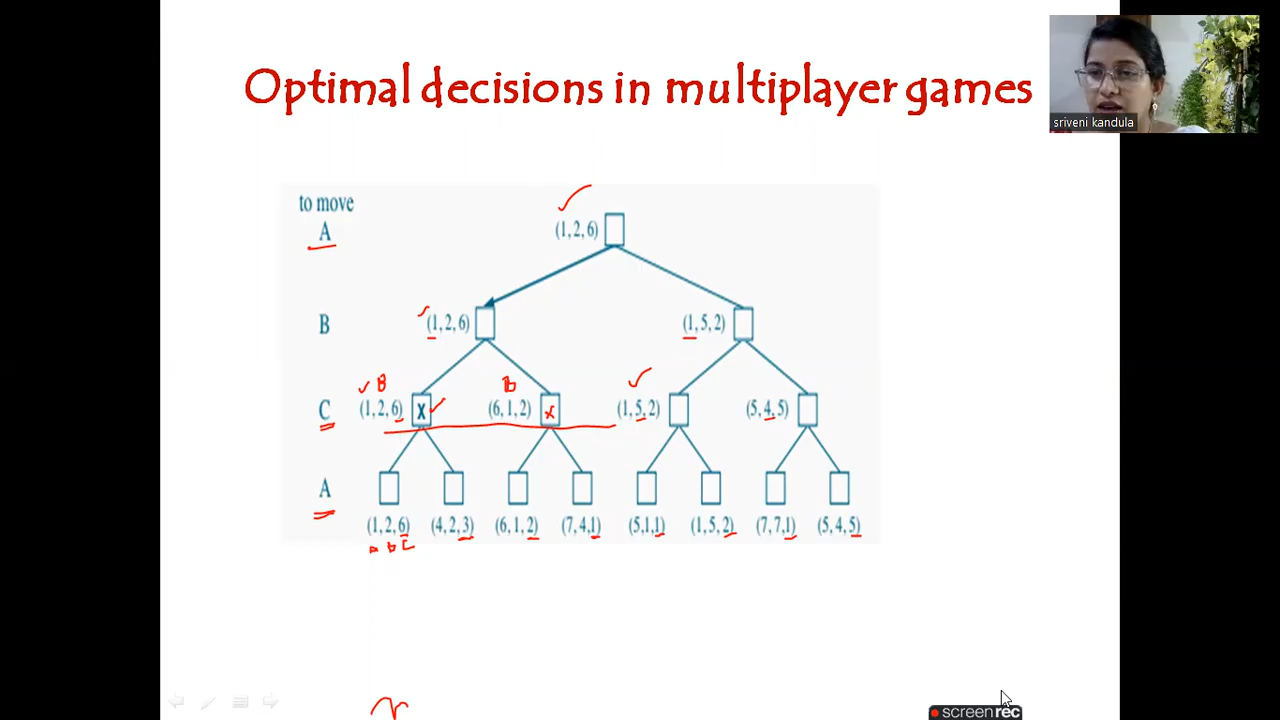 Optimal decisions in multiplayer games
sriveni kandula
to move
A
(1, 2, 6)
B
(1, 2, 6)
(1, 5, 2)
B
B
C
(1, 2, 6)
X
(6, 1, 2)
x
(1, 5, 2)
(5, 4, 5)
A
(1, 2, 6)
(4, 2, 3)
(6, 1, 2)
(7, 4, 1)
(5, 1, 1)
(1, 5, 2)
(7, 7, 1)
(5, 4, 5)
A B C
screenrec